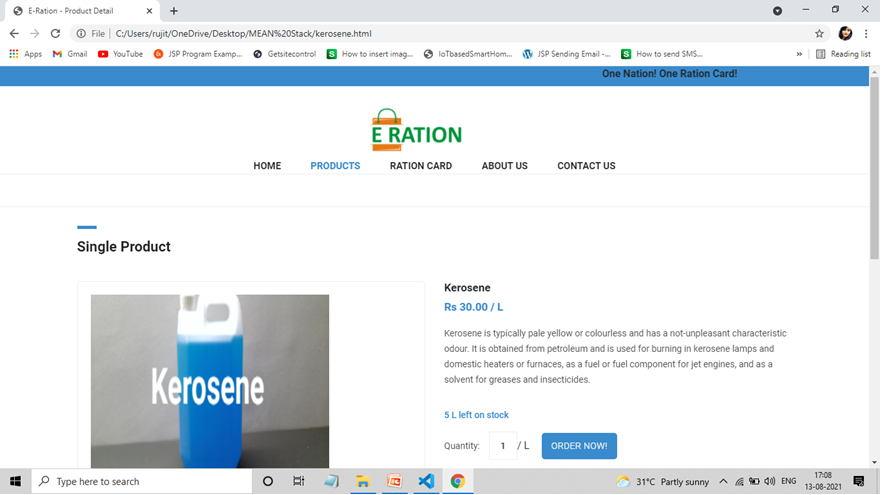 E-Ration - Product Detail
File C:/Users/rujit/OneDrive/Desktop/MEAN%20Stack/kerosene.html
Apps Gmail YouTube JSP Program Examp... Getsitecontrol How to insert imag... IoTbasedSmartHom... JSP Sending Email -... How to send SMS... » Reading list
One Nation! One Ration Card!
E RATION
HOME PRODUCTS RATION CARD ABOUT US CONTACT US
Single Product
Kerosene
Kerosene
Rs 30.00 / L
Kerosene is typically pale yellow or colourless and has a not-unpleasant characteristic
odour. It is obtained from petroleum and is used for burning in kerosene lamps and
domestic heaters or furnaces, as a fuel or fuel component for jet engines, and as a
solvent for greases and insecticides.
5 L left on stock
Quantity: 1 / L ORDER NOW!
Type here to search
31°C Partly sunny ENG
17:08
13-08-2021